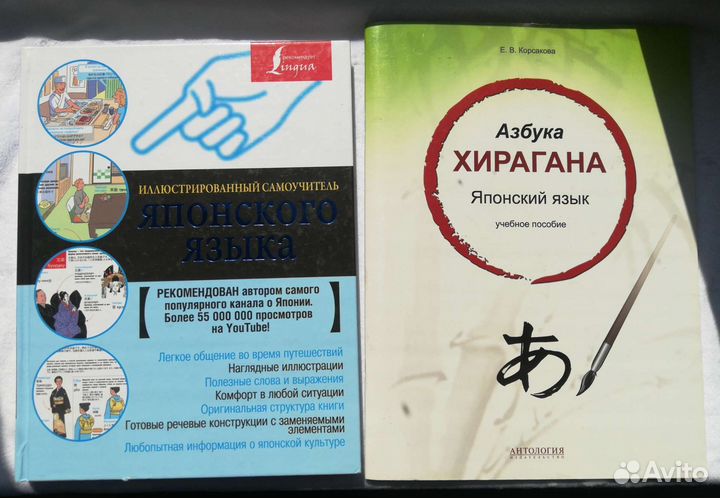 рекомендует
Lingua
ИЛЛЮСТРИРОВАННЫЙ САМОУЧИТЕЛЬ
ЯПОНСКОГО
ЯЗЫКА
РЕКОМЕНДОВАН автором самого
популярного канала о Японии.
Более 55 000 000 просмотров
на YouTube!
Легкое общение во время путешествий
Наглядные иллюстрации
Полезные слова и выражения
Комфорт в любой ситуации
Оригинальная структура книги
Готовые речевые конструкции с заменяемыми
элементами
Любопытная информация о японской культуре
Е. В. Корсакова
Азбука
ХИРАГАНА
Японский язык
учебное пособие
あ
АНТОЛОГИЯ
ИЗДАТЕЛЬСТВО
Avito